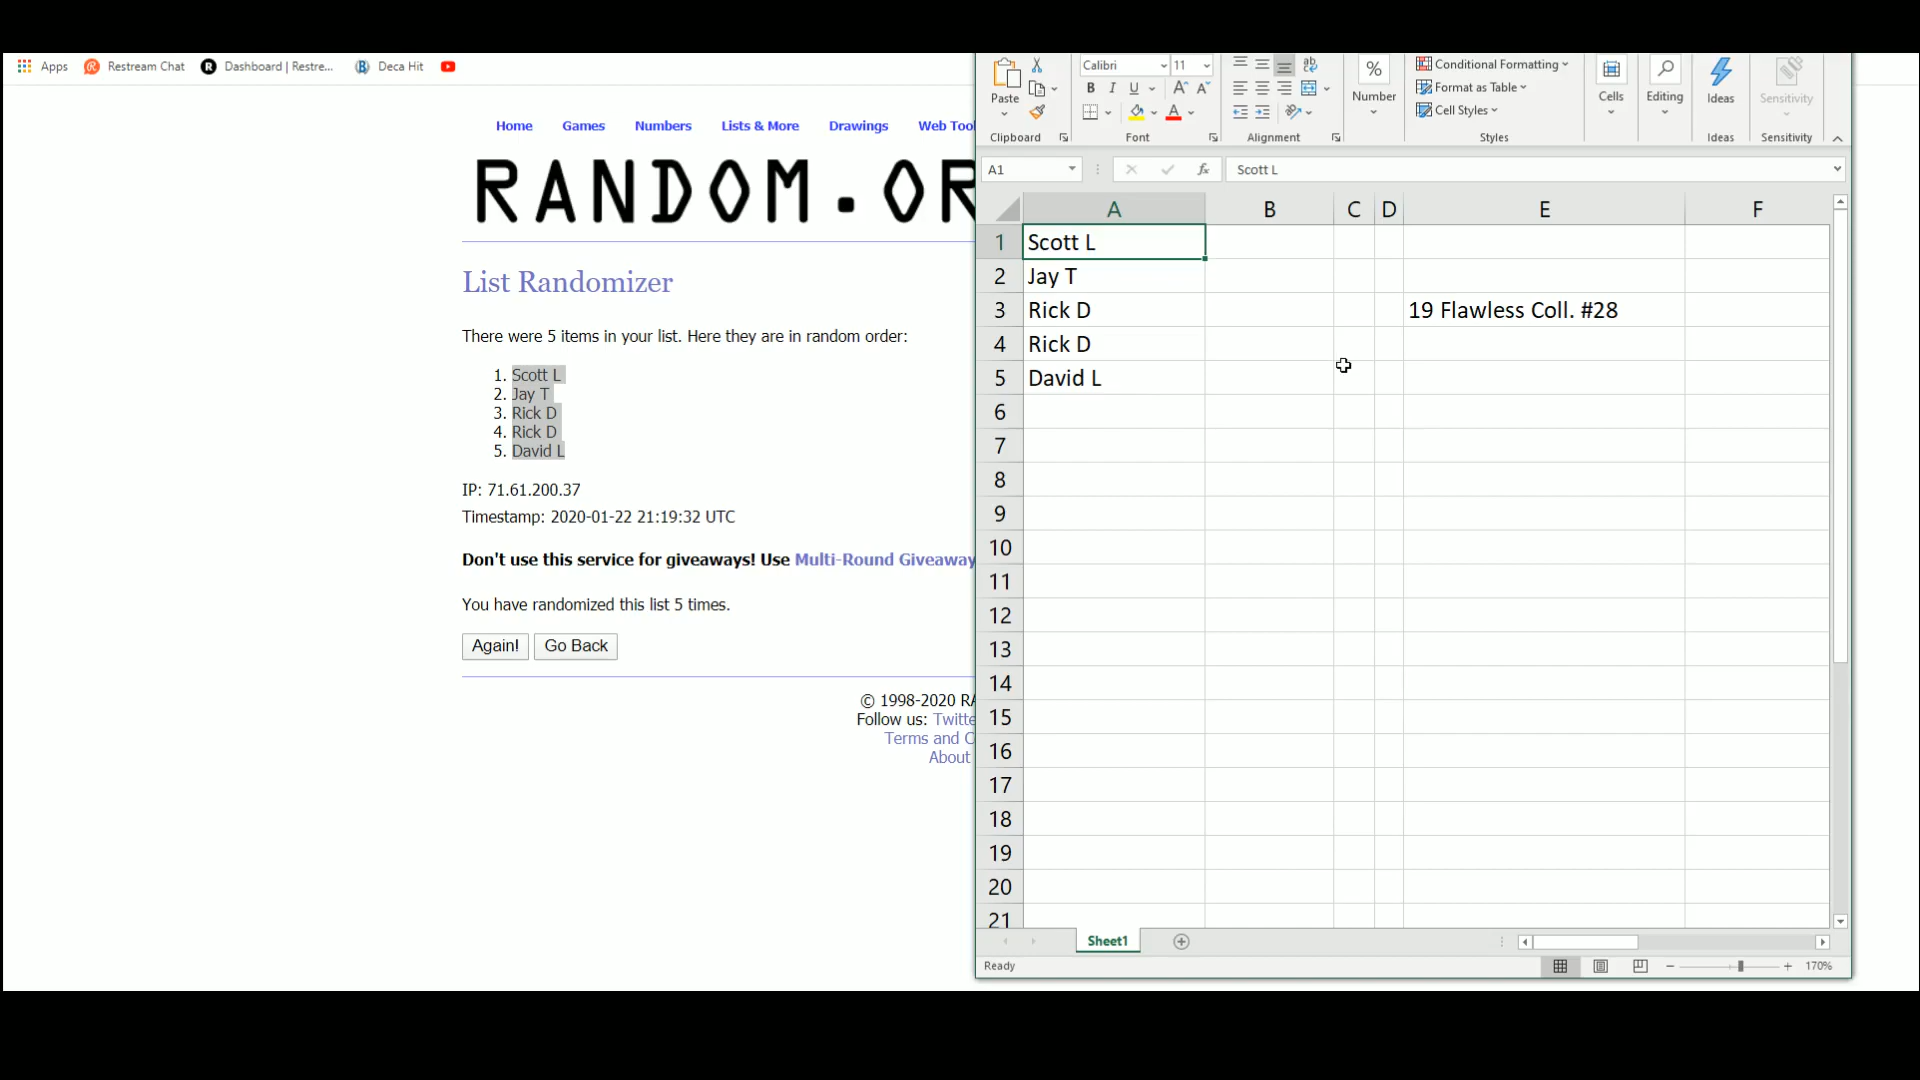 Apps Restream Chat Dashboard | Restre... Deca Hit
Home Games Numbers Lists & More Drawings Web Tool
RANDOM.OR
List Randomizer
There were 5 items in your list. Here they are in random order:
1. Scott L
2. Jay T
3. Rick D
4. Rick D
5. David L
IP: 71.61.200.37
Timestamp: 2020-01-22 21:19:32 UTC
Don't use this service for giveaways! Use Multi-Round Giveaway
You have randomized this list 5 times.
Again! Go Back
© 1998-2020 RA
Follow us: Twitte
Terms and C
About
Paste
Calibri 11
B I U
Number
Conditional Formatting
Format as Table
Cell Styles
Cells
Editing
Ideas
Sensitivity
Clipboard Font Alignment Styles Ideas Sensitivity
A1 fx Scott L
A B C D E F
1 Scott L
2 Jay T
3 Rick D 19 Flawless Coll. #28
4 Rick D
5 David L
6
7
8
9
10
11
12
13
14
15
16
17
18
19
20
21
Sheet1
Ready 170%